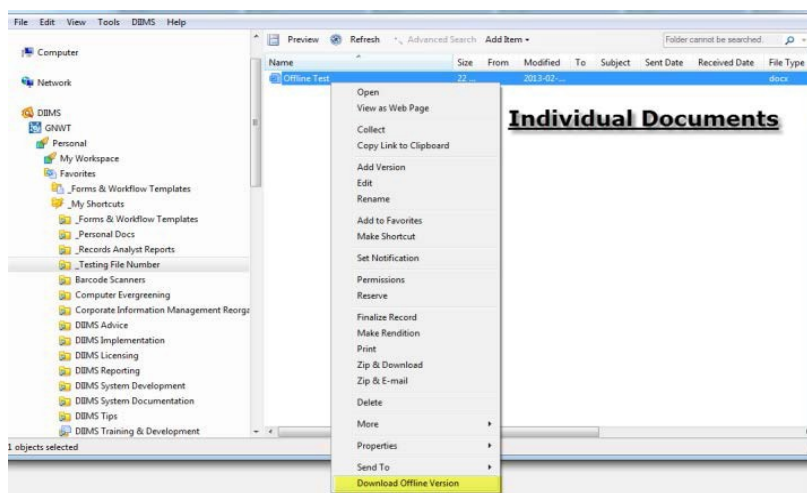 File Edit View Tools DIIMS Help
Preview Refresh Advanced Search Add Item
Folder cannot be searched.
Computer
Network
DIIMS
GNWT
Personal
My Workspace
Favorites
_Forms & Workflow Templates
_My Shortcuts
_Forms & Workflow Templates
_Personal Docs
_Records Analyst Reports
_Testing File Number
Barcode Scanners
Computer Evergreening
Corporate Information Management Reorga
DIIMS Advice
DIIMS Implementation
DIIMS Licensing
DIIMS Reporting
DIIMS System Development
DIIMS System Documentation
DIIMS Tips
DIIMS Training & Development
Name Size From Modified To Subject Sent Date Received Date File Type
Offline Test 22 ... 2013-02-... docx
Individual Documents
Open
View as Web Page
Collect
Copy Link to Clipboard
Add Version
Edit
Rename
Add to Favorites
Make Shortcut
Set Notification
Permissions
Reserve
Finalize Record
Make Rendition
Print
Zip & Download
Zip & E-mail
Delete
More
Properties
Send To
Download Offline Version
1 objects selected